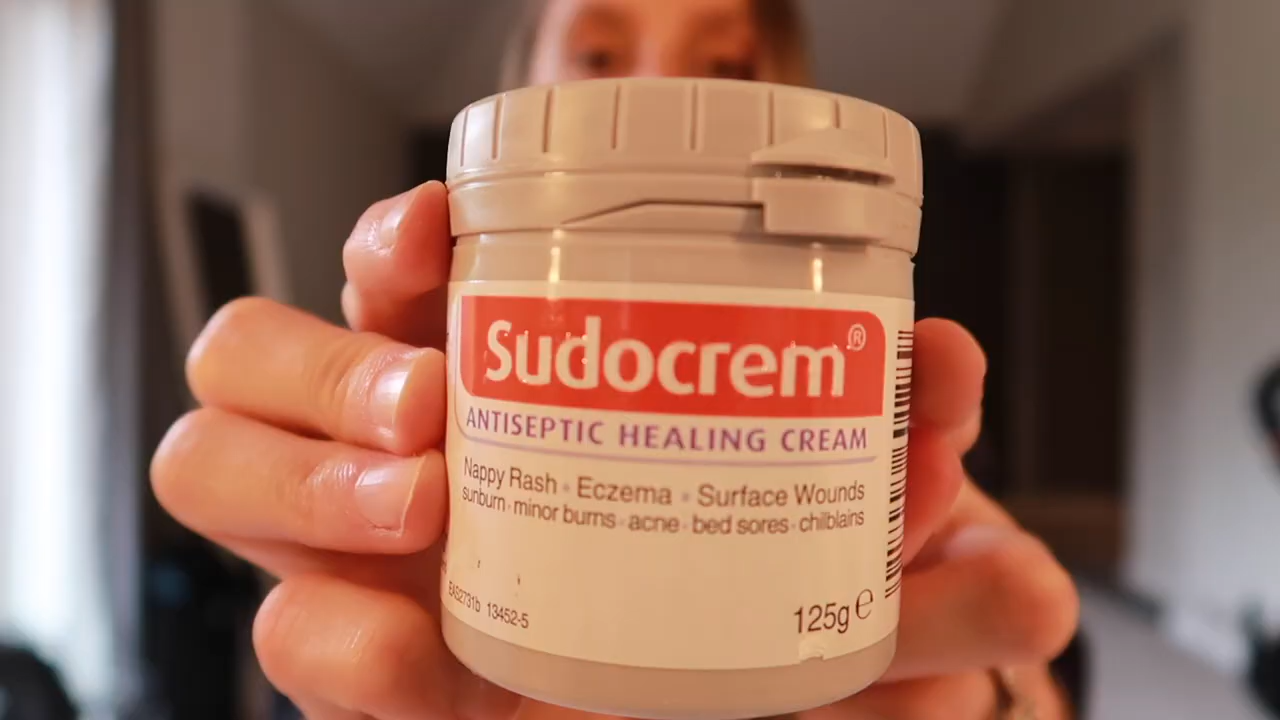 Sudocrem®
ANTISEPTIC HEALING CREAM
Nappy Rash • Eczema • Surface Wounds
sunburn • minor burns • acne • bed sores • chilblains
EAS2731b 13452-5
125g ℮